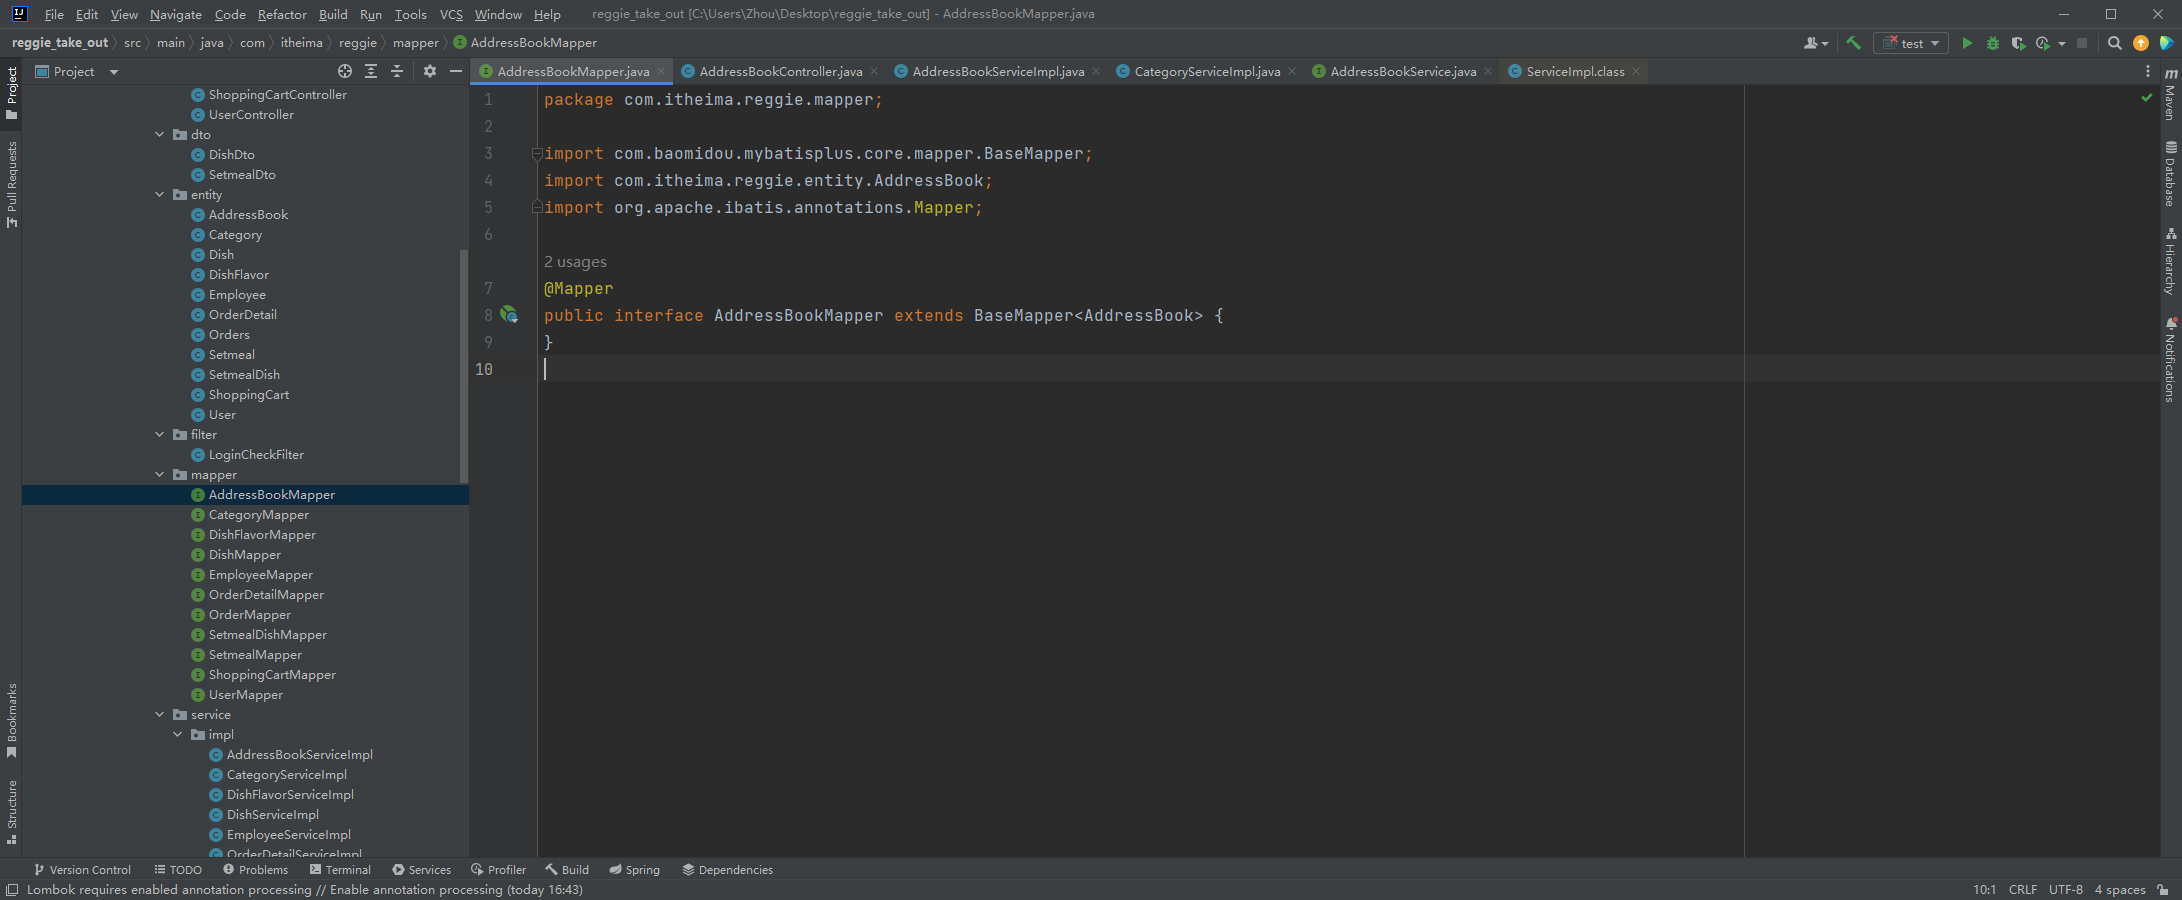 File Edit View Navigate Code Refactor Build Run Tools VCS Window Help reggie_take_out [C:\Users\Zhou\Desktop\reggie_take_out] - AddressBookMapper.java
reggie_take_out src main java com itheima reggie mapper AddressBookMapper test
Project
AddressBookMapper.java AddressBookController.java AddressBookServiceImpl.java CategoryServiceImpl.java AddressBookService.java ServiceImpl.class
Project
Pull Requests
Bookmarks
Structure
ShoppingCartController
UserController
dto
DishDto
SetmealDto
entity
AddressBook
Category
Dish
DishFlavor
Employee
OrderDetail
Orders
Setmeal
SetmealDish
ShoppingCart
User
filter
LoginCheckFilter
mapper
AddressBookMapper
CategoryMapper
DishFlavorMapper
DishMapper
EmployeeMapper
OrderDetailMapper
OrderMapper
SetmealDishMapper
SetmealMapper
ShoppingCartMapper
UserMapper
service
impl
AddressBookServiceImpl
CategoryServiceImpl
DishFlavorServiceImpl
DishServiceImpl
EmployeeServiceImpl
OrderDetailServiceImpl
1 package com.itheima.reggie.mapper;
2
3 import com.baomidou.mybatisplus.core.mapper.BaseMapper;
4 import com.itheima.reggie.entity.AddressBook;
5 import org.apache.ibatis.annotations.Mapper;
6
2 usages
7 @Mapper
8 public interface AddressBookMapper extends BaseMapper<AddressBook> {
9 }
10
m Maven
Database
Hierarchy
Notifications
Version Control TODO Problems Terminal Services Profiler Build Spring Dependencies
Lombok requires enabled annotation processing // Enable annotation processing (today 16:43) 10:1 CRLF UTF-8 4 spaces